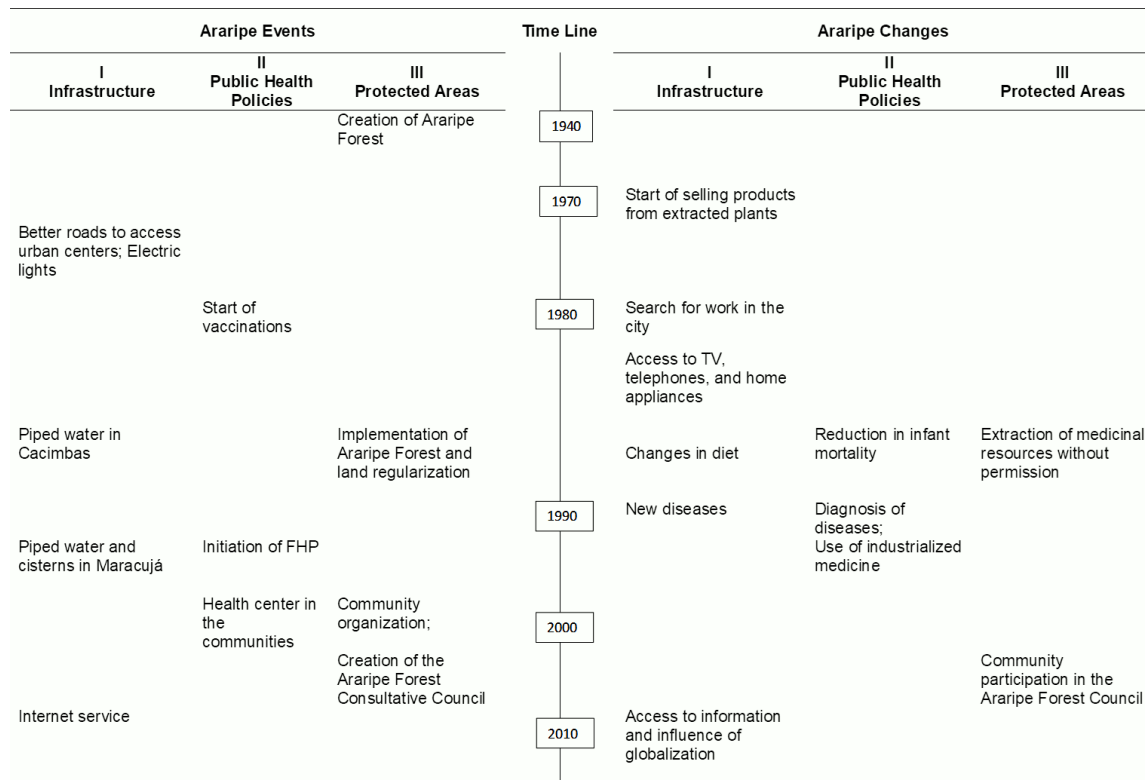 Araripe Events
Time Line
Araripe Changes
I
Infrastructure
II
Public Health
Policies
III
Protected Areas
I
Infrastructure
II
Public Health
Policies
III
Protected Areas
Creation of Araripe
Forest
1940
1970
Start of selling products
from extracted plants
Better roads to access
urban centers; Electric
lights
Start of
vaccinations
1980
Search for work in the
city
Access to TV,
telephones, and home
appliances
Piped water in
Cacimbas
Implementation of
Araripe Forest and
land regularization
Changes in diet
Reduction in infant
mortality
Extraction of medicinal
resources without
permission
1990
New diseases
Diagnosis of
diseases;
Use of industrialized
medicine
Piped water and
cisterns in Maracujá
Initiation of FHP
Health center in
the
communities
Community
organization;
2000
Creation of the
Araripe Forest
Consultative Council
Community
participation in the
Araripe Forest Council
Internet service
2010
Access to information
and influence of
globalization